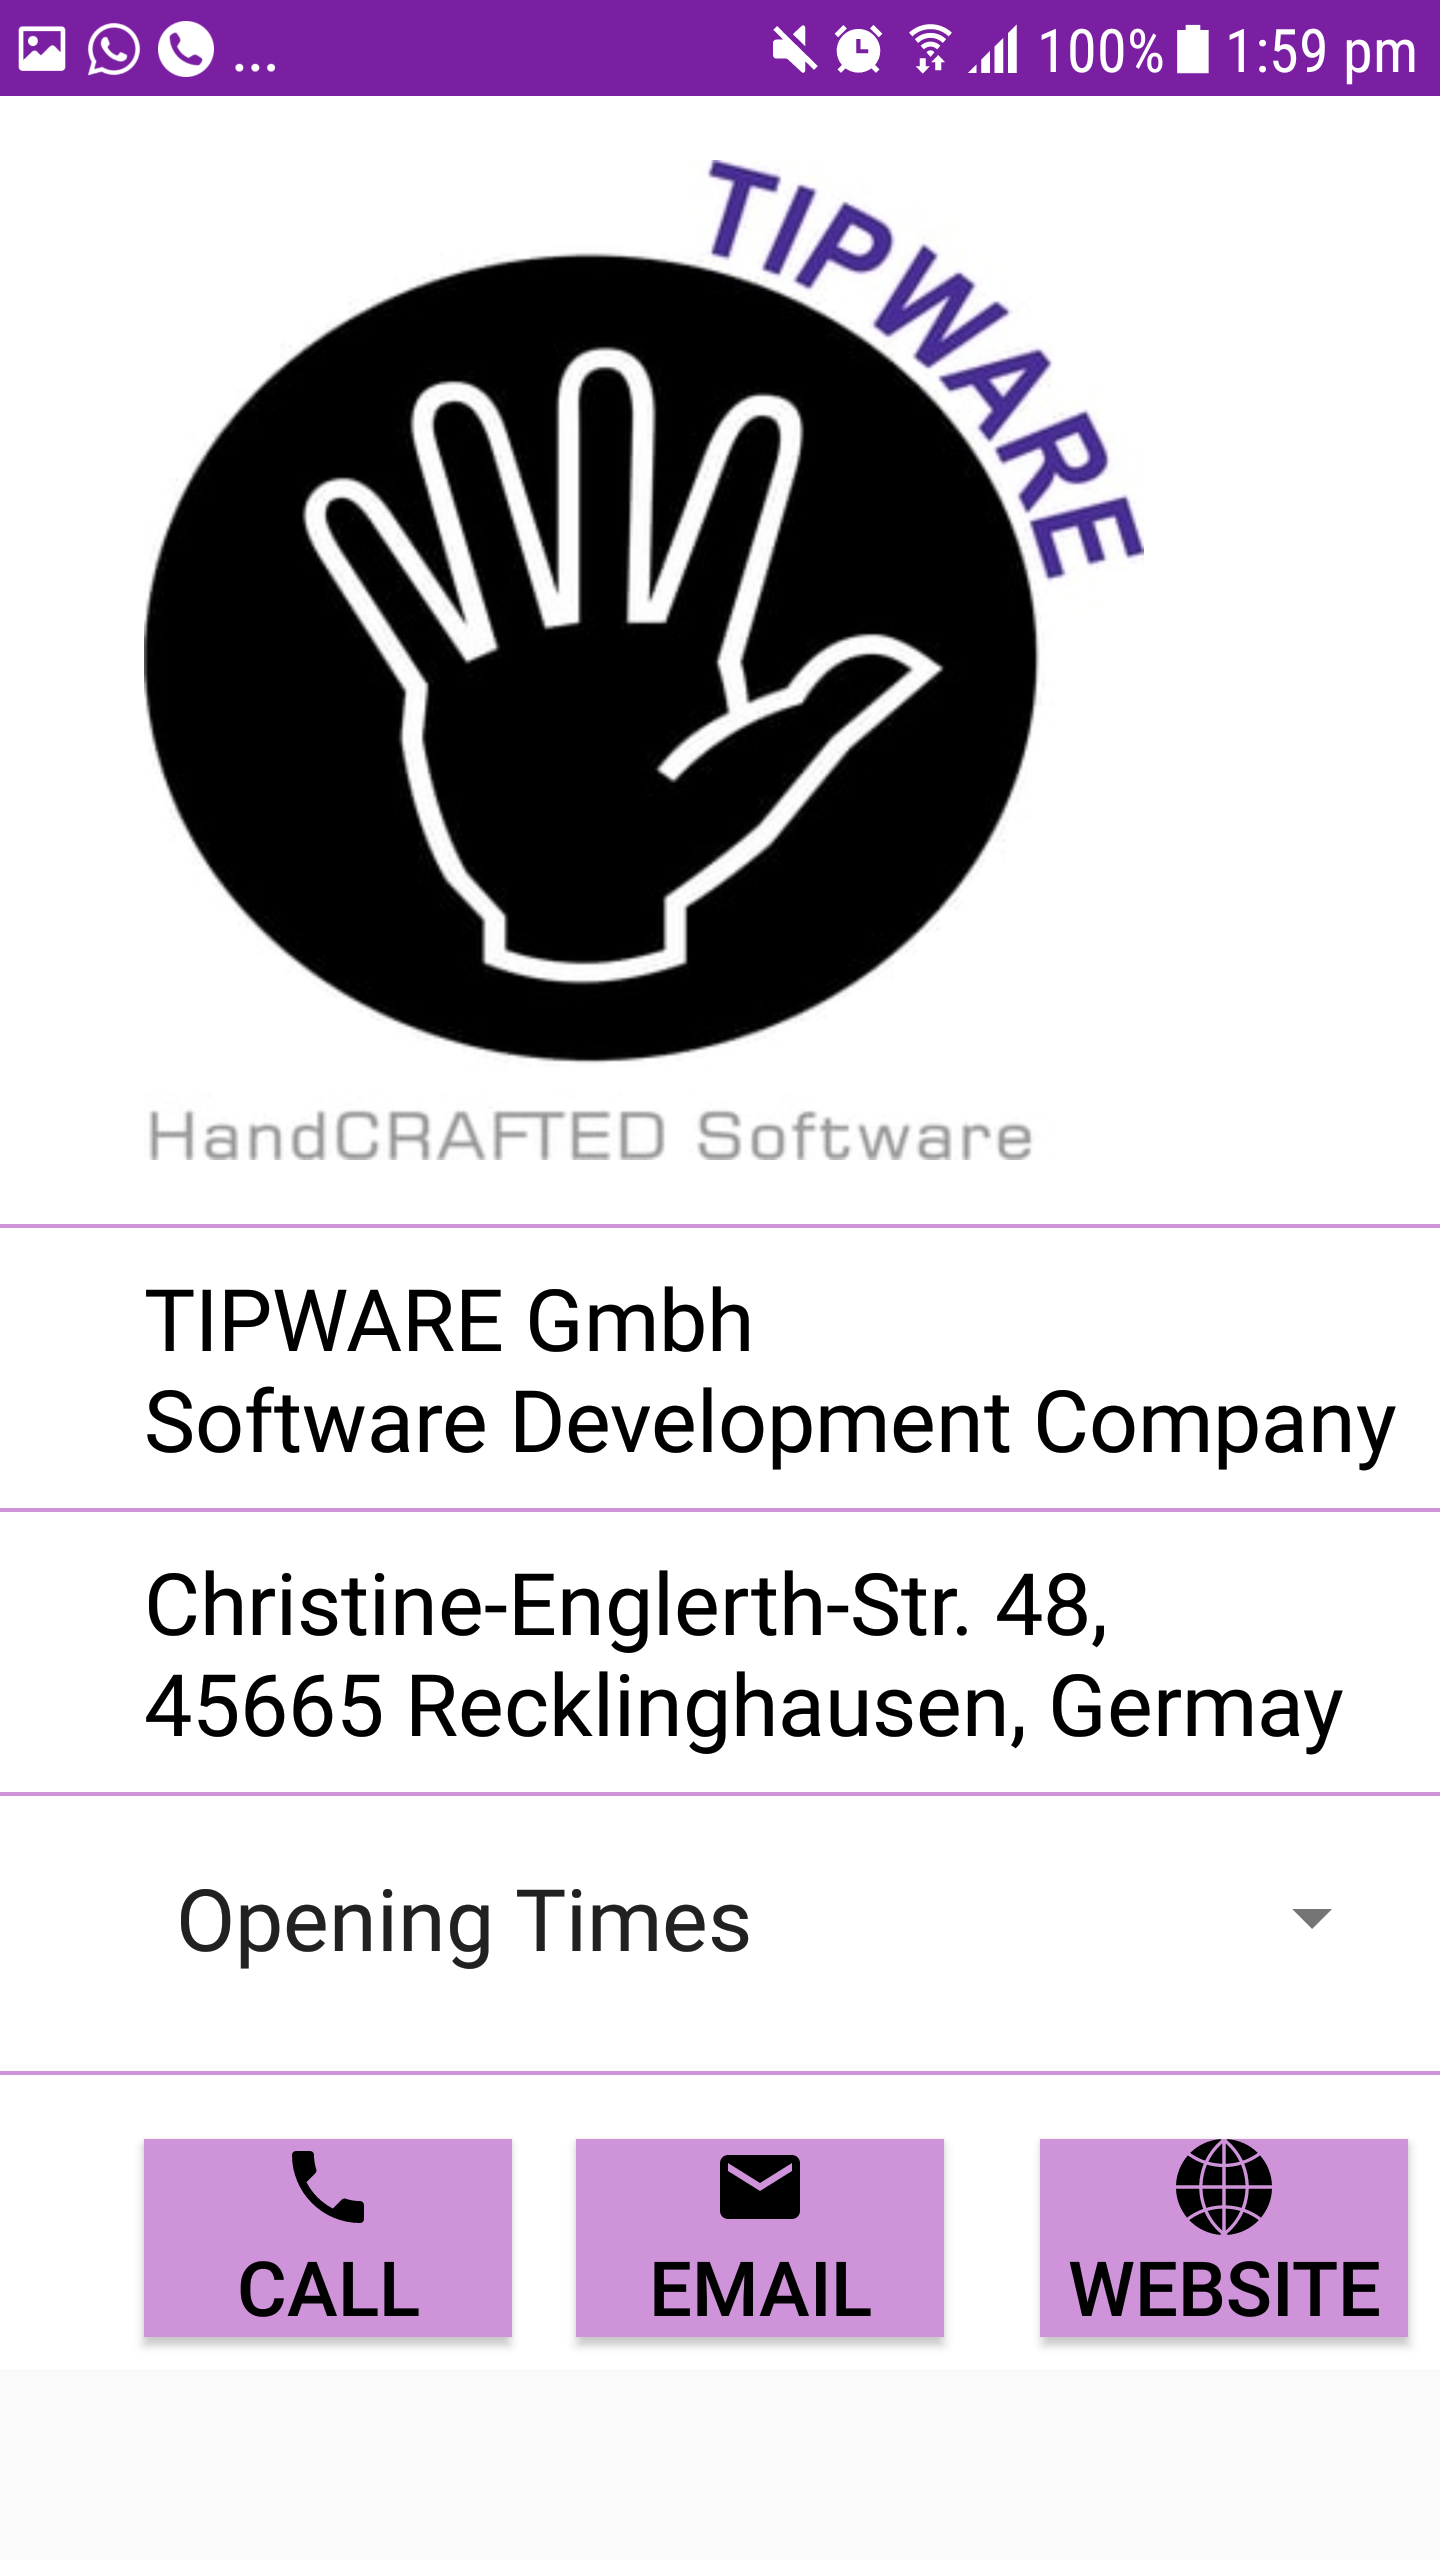 ... 100% 1:59 pm
TIPWARE
HandCRAFTED Software
TIPWARE Gmbh
Software Development Company
Christine-Englerth-Str. 48,
45665 Recklinghausen, Germay
Opening Times
CALL EMAIL WEBSITE